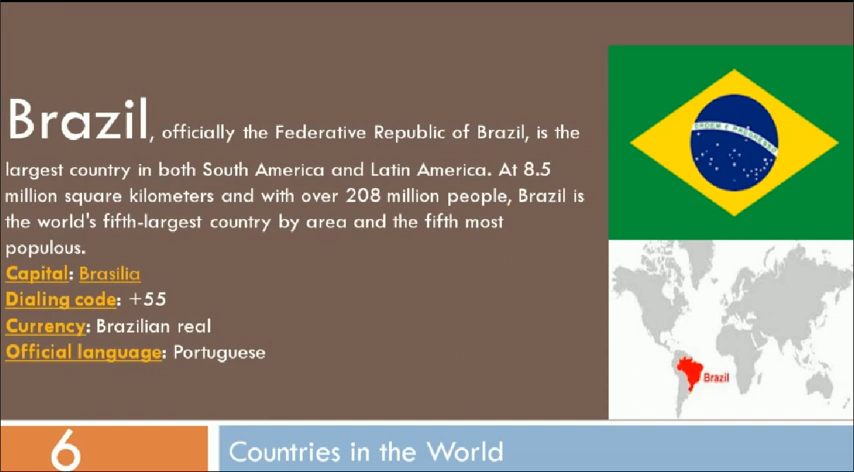 Brazil, officially the Federative Republic of Brazil, is the
largest country in both South America and Latin America. At 8.5
million square kilometers and with over 208 million people, Brazil is
the world's fifth-largest country by area and the fifth most
populous.
Capital: Brasília
Dialing code: +55
Currency: Brazilian real
Official language: Portuguese
ORDEM E PROGRESSO
Brazil
6
Countries in the World